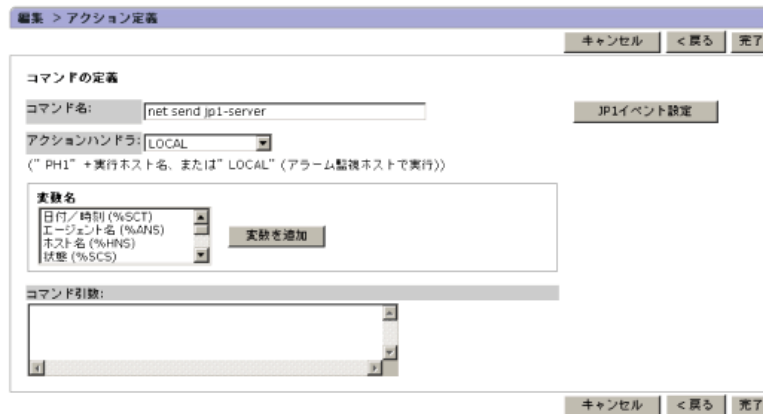 編集 > アクション定義
キャンセル < 戻る 完了
コマンドの定義
コマンド名: net send jp1-server JP1イベント設定
アクションハンドラ: LOCAL
(" PH1" +実行ホスト名、または" LOCAL" (アラーム監視ホストで実行))
変数名
日付／時刻 (%SCT)
エージェント名 (%ANS)
ホスト名 (%HNS)
状態 (%SCS)
変数を追加
コマンド引数:
キャンセル < 戻る 完了